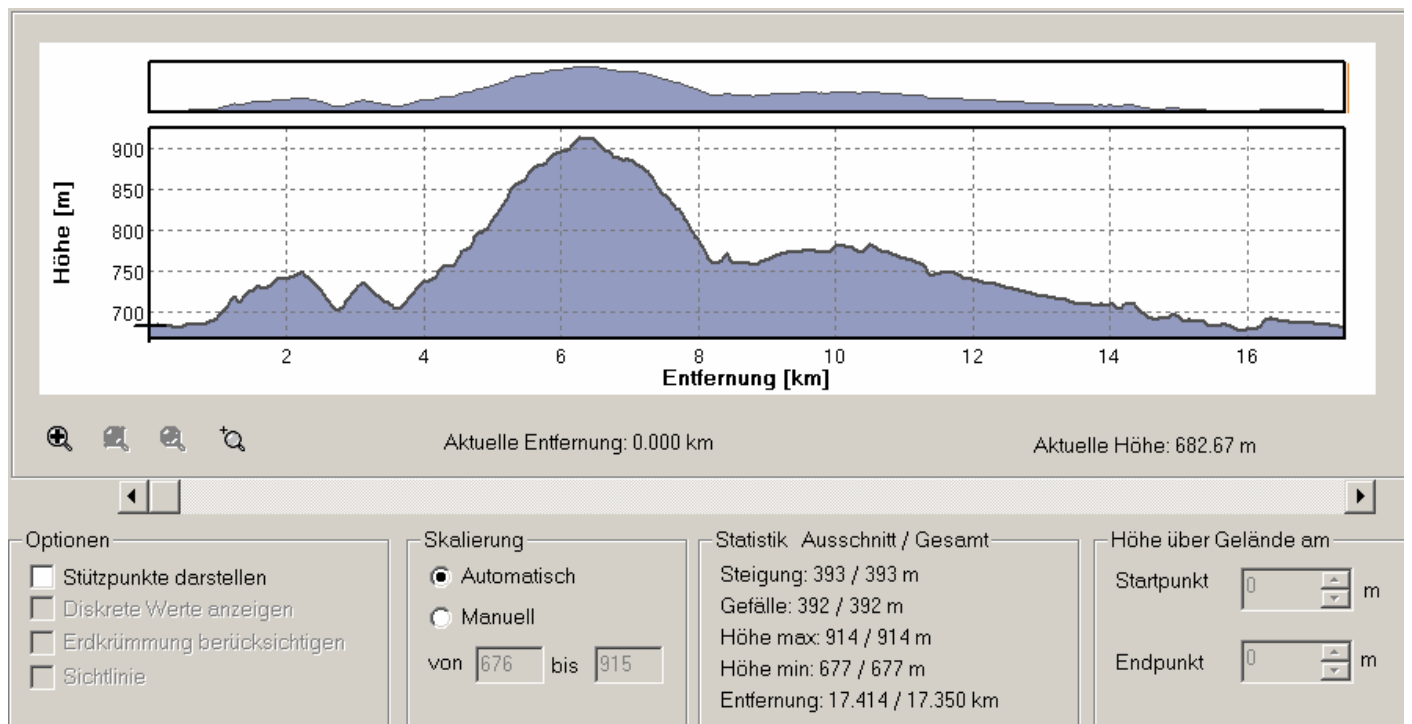 900
850
800
750
700
Höhe [m]
2 4 6 8 10 12 14 16
Entfernung [km]
Aktuelle Entfernung: 0.000 km
Aktuelle Höhe: 682.67 m
Optionen
Stützpunkte darstellen
Diskrete Werte anzeigen
Erdkrümmung berücksichtigen
Sichtlinie
Skalierung
Automatisch
Manuell
von 676 bis 915
Statistik Ausschnitt / Gesamt
Steigung: 393 / 393 m
Gefälle: 392 / 392 m
Höhe max: 914 / 914 m
Höhe min: 677 / 677 m
Entfernung: 17.414 / 17.350 km
Höhe über Gelände am
Startpunkt 0 m
Endpunkt 0 m